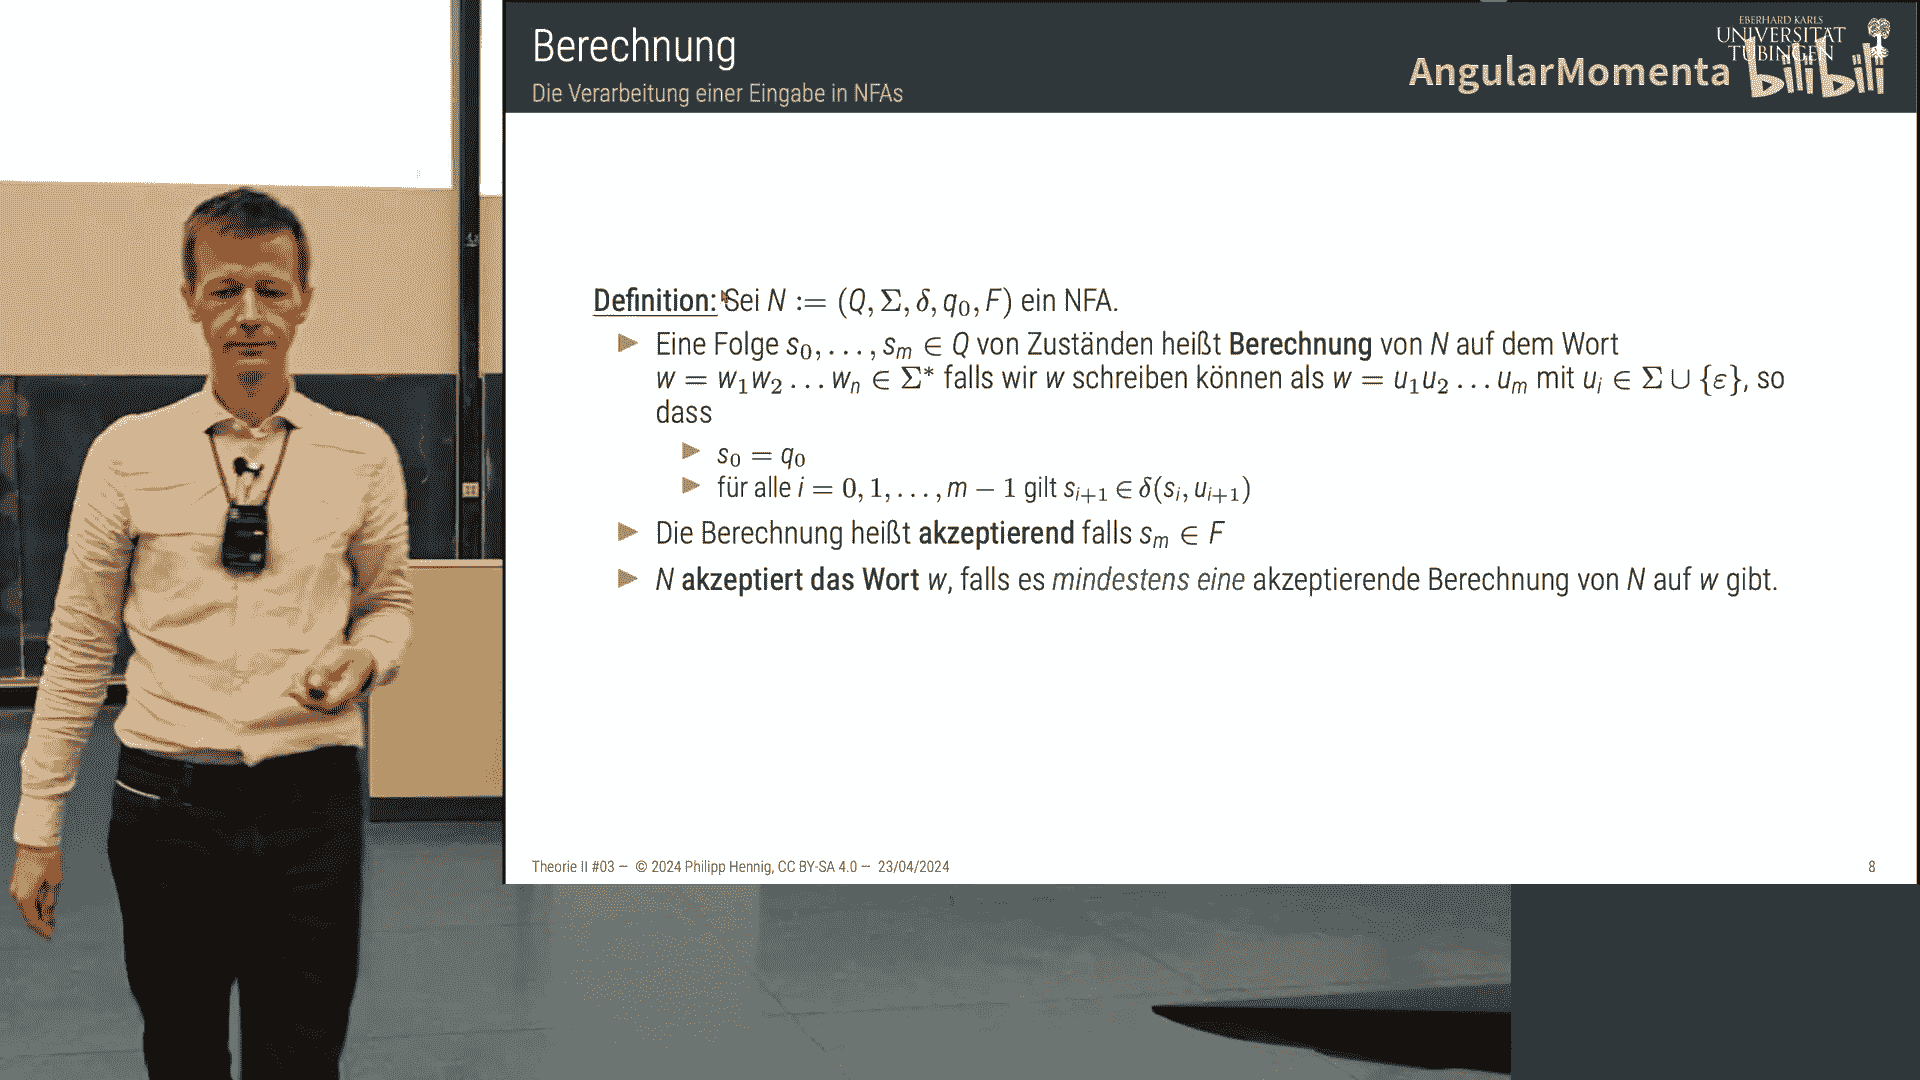 Berechnung
Die Verarbeitung einer Eingabe in NFAs
EBERHARD KARLS
UNIVERSITÄT
TÜBINGEN
AngularMomenta
bilibili
Definition: Sei N := (Q, Σ, δ, q₀, F) ein NFA.
▶ Eine Folge s₀, . . . , sₘ ∈ Q von Zuständen heißt Berechnung von N auf dem Wort
w = w₁w₂ . . . wₙ ∈ Σ* falls wir w schreiben können als w = u₁u₂ . . . uₘ mit uᵢ ∈ Σ ∪ {ε}, so
dass
▶ s₀ = q₀
▶ für alle i = 0, 1, . . . , m − 1 gilt sᵢ₊₁ ∈ δ(sᵢ, uᵢ₊₁)
▶ Die Berechnung heißt akzeptierend falls sₘ ∈ F
▶ N akzeptiert das Wort w, falls es mindestens eine akzeptierende Berechnung von N auf w gibt.
Theorie II #03 — © 2024 Philipp Hennig, CC BY-SA 4.0 — 23/04/2024
8